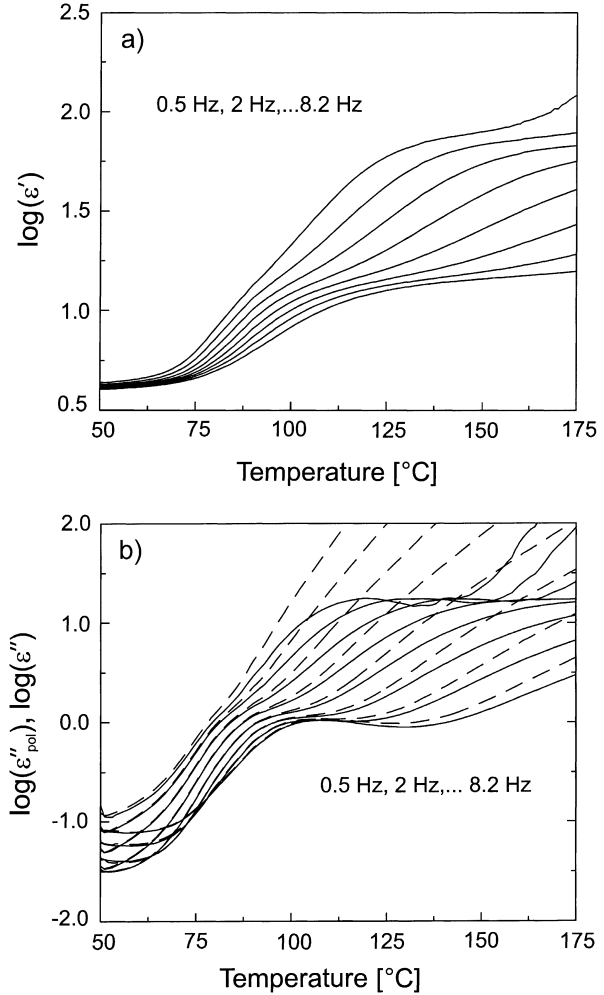 2.5
a)
0.5 Hz, 2 Hz,...8.2 Hz
2.0
1.5
log(ε')
1.0
0.5
50 75 100 125 150 175
Temperature [°C]
2.0
b)
1.0
log(ε''pol), log(ε'')
0.0
0.5 Hz, 2 Hz,... 8.2 Hz
-1.0
-2.0
50 75 100 125 150 175
Temperature [°C]